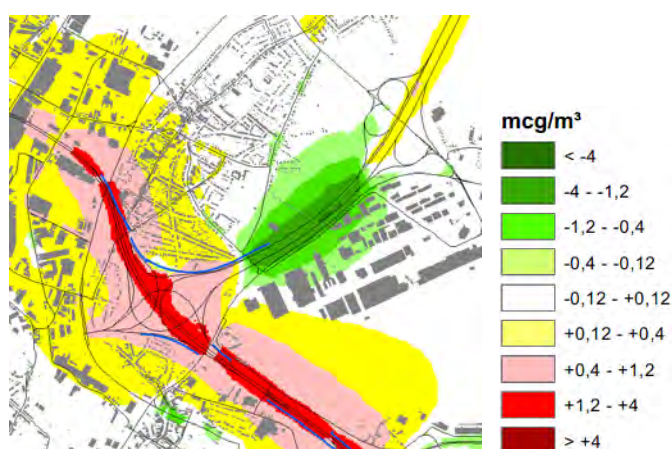 mcg/m³
< -4
-4 - -1,2
-1,2 - -0,4
-0,4 - -0,12
-0,12 - +0,12
+0,12 - +0,4
+0,4 - +1,2
+1,2 - +4
> +4